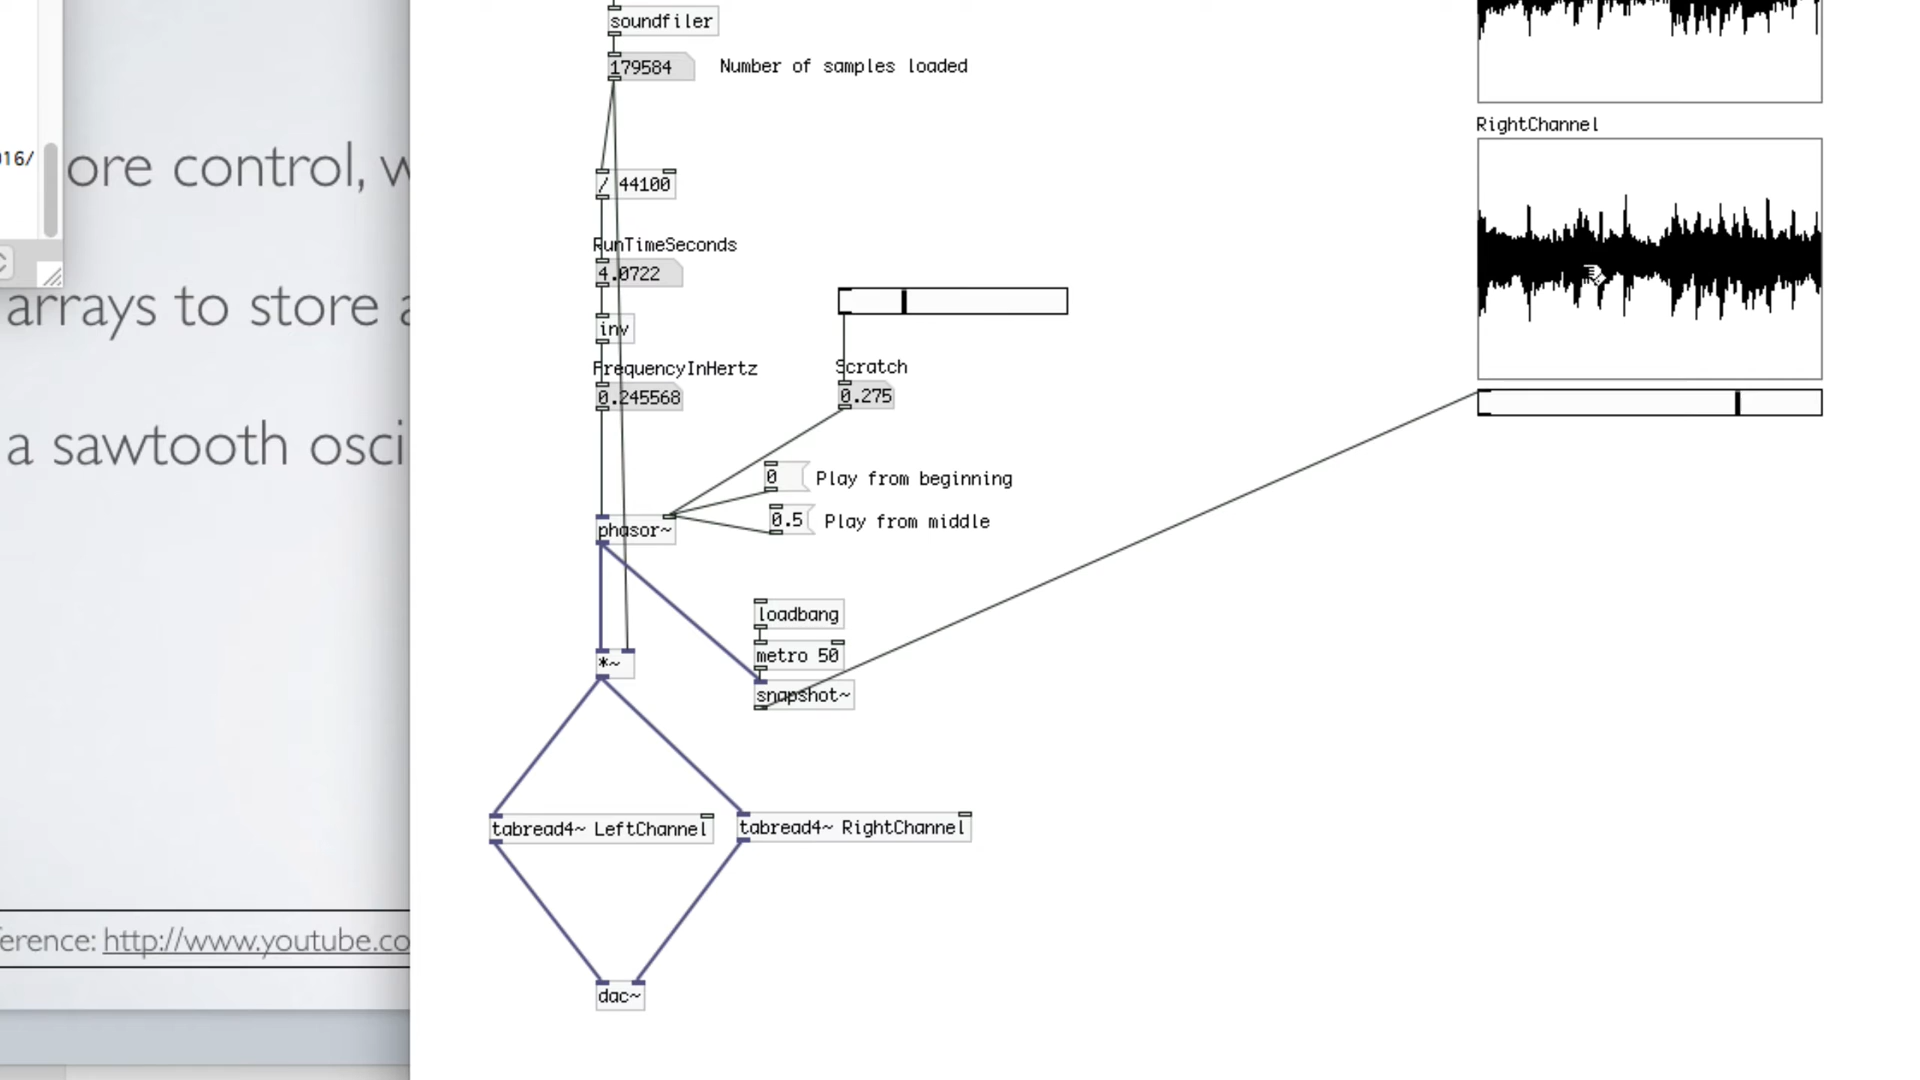 soundfiler
179584 Number of samples loaded
/ 44100
RunTimeSeconds
4.0722
inv
FrequencyInHertz
0.245568
Scratch
0.275
0 Play from beginning
0.5 Play from middle
phasor~
loadbang
metro 50
snapshot~
*~
tabread4~ LeftChannel
tabread4~ RightChannel
dac~
RightChannel
16/
ore control, w
arrays to store a
a sawtooth osci
erence: http://www.youtube.co